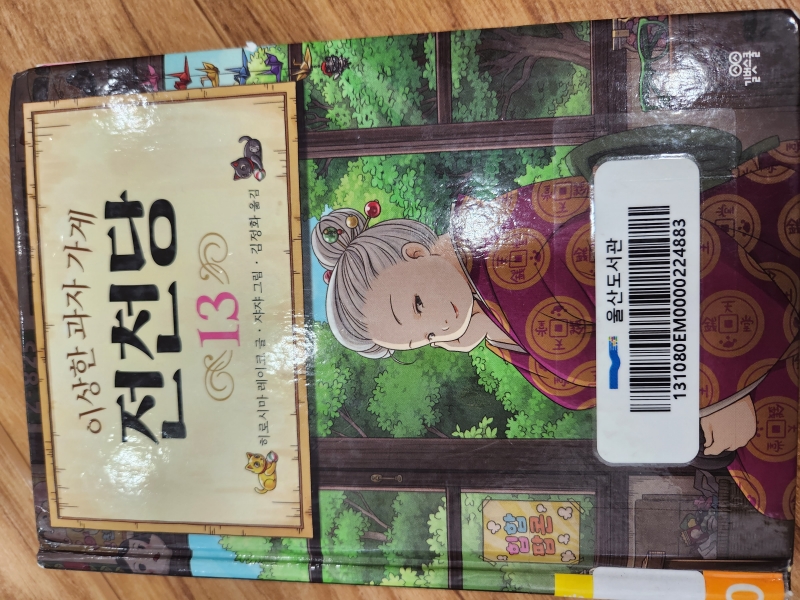 이상한 과자 가게
전천당
13
히로시마 레이코 글 · 쟈쟈 그림 · 김정화 옮김
길벗스쿨
울산도서관
131080EM0000224883